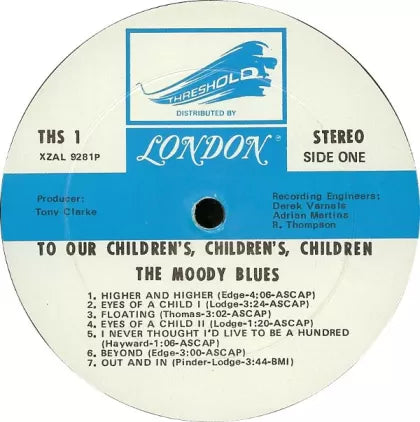 THRESHOLD
DISTRIBUTED BY
LONDON®
THS 1
XZAL 9281P
STEREO
SIDE ONE
Producer:
Tony Clarke
Recording Engineers:
Derek Varnals
Adrian Martins
R. Thompson
TO OUR CHILDREN'S, CHILDREN'S, CHILDREN
THE MOODY BLUES
1. HIGHER AND HIGHER (Edge-4:06-ASCAP)
2. EYES OF A CHILD I (Lodge-3:24-ASCAP)
3. FLOATING (Thomas-3:02-ASCAP)
4. EYES OF A CHILD II (Lodge-1:20-ASCAP)
5. I NEVER THOUGHT I'D LIVE TO BE A HUNDRED
(Hayward-1:06-ASCAP)
6. BEYOND (Edge-3:00-ASCAP)
7. OUT AND IN (Pinder-Lodge-3:44-BMI)